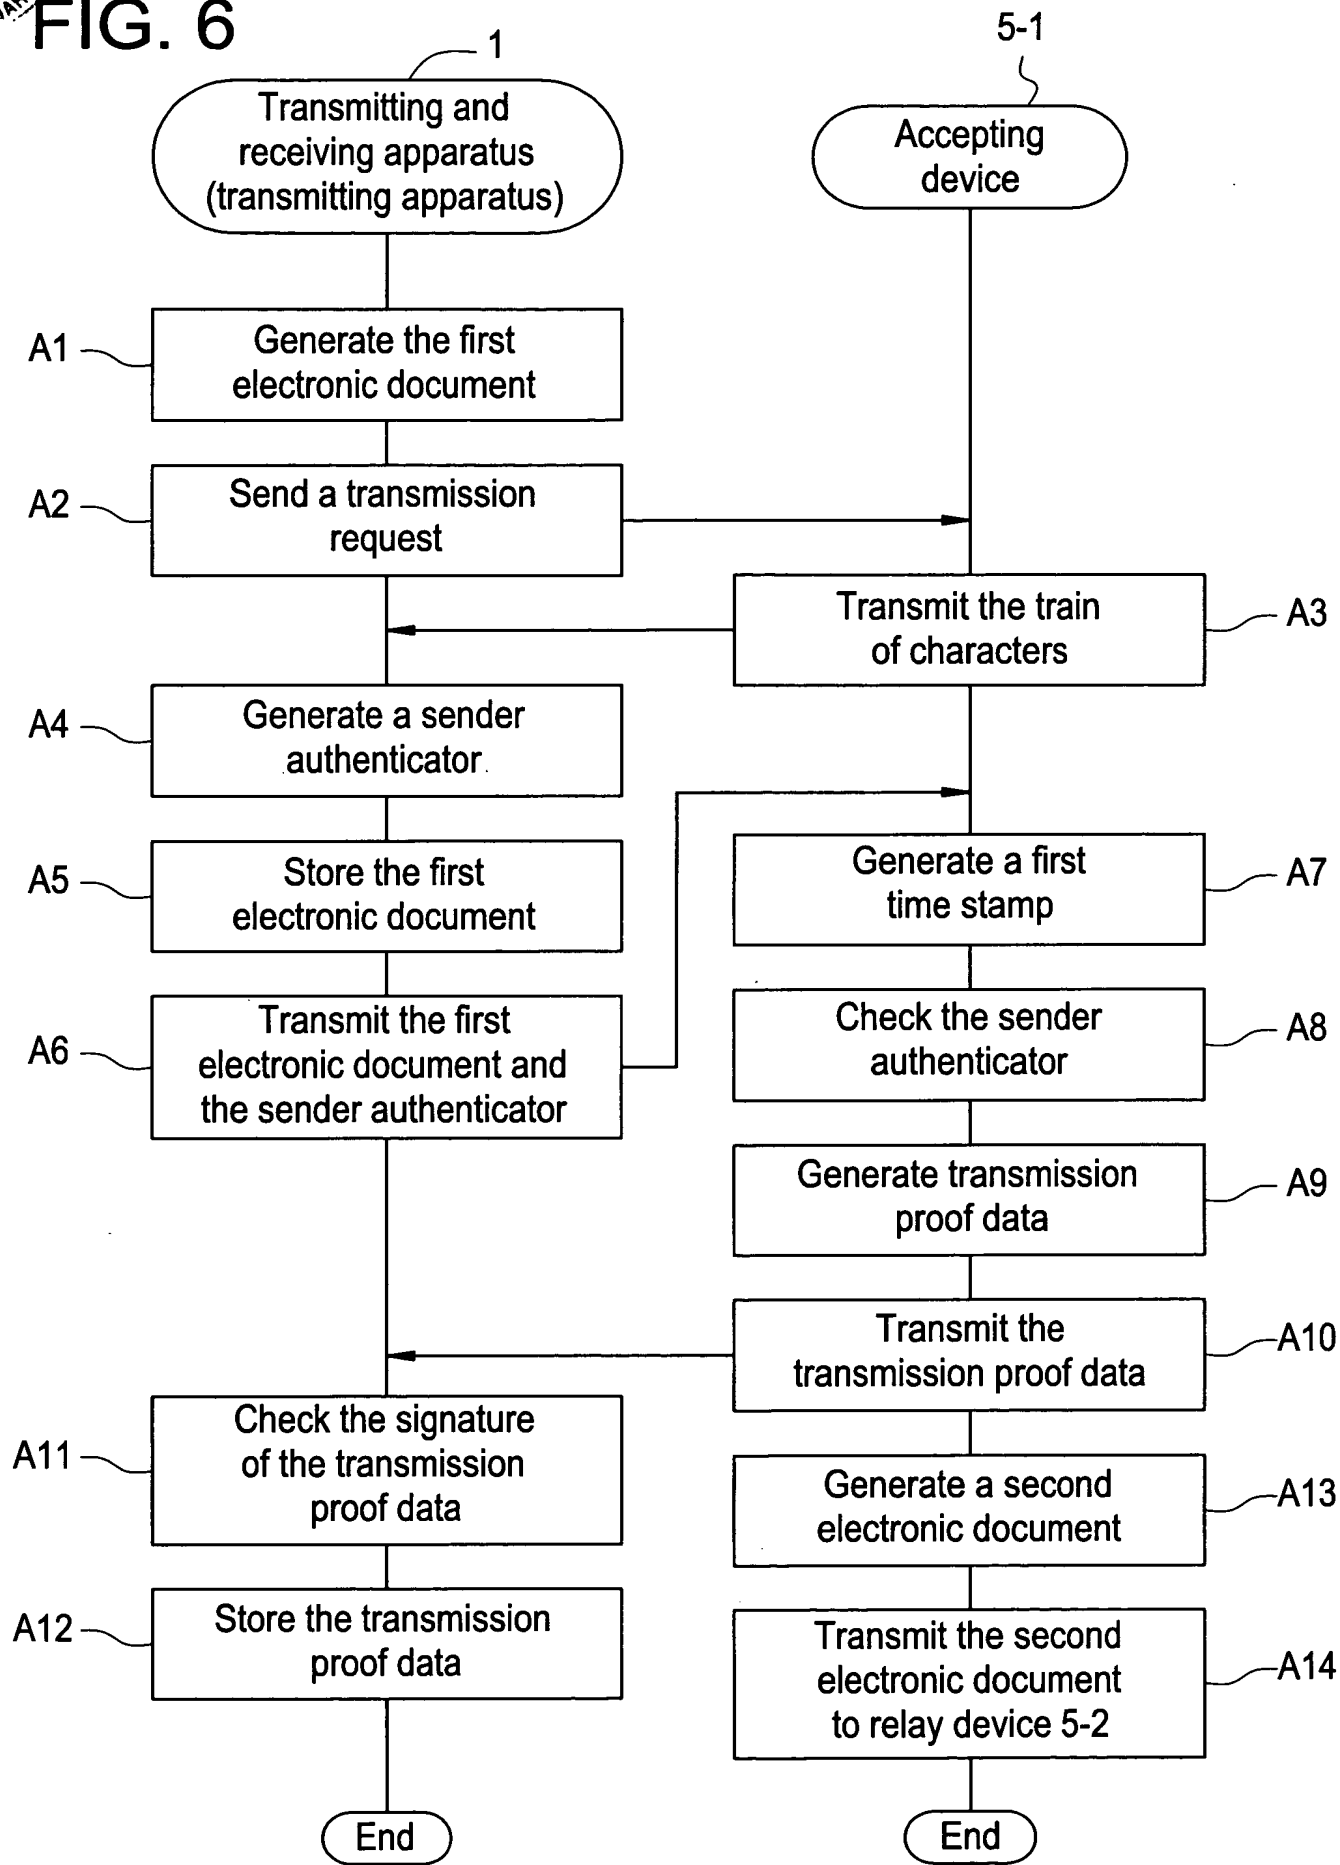 FIG. 6
1
5-1
Transmitting and
receiving apparatus
(transmitting apparatus)
Accepting
device
A1
Generate the first
electronic document
A2
Send a transmission
request
Transmit the train
of characters
A3
A4
Generate a sender
authenticator
A5
Store the first
electronic document
A6
Transmit the first
electronic document and
the sender authenticator
Generate a first
time stamp
A7
Check the sender
authenticator
A8
Generate transmission
proof data
A9
Transmit the
transmission proof data
A10
A11
Check the signature
of the transmission
proof data
A12
Store the transmission
proof data
Generate a second
electronic document
A13
Transmit the second
electronic document
to relay device 5-2
A14
End
End